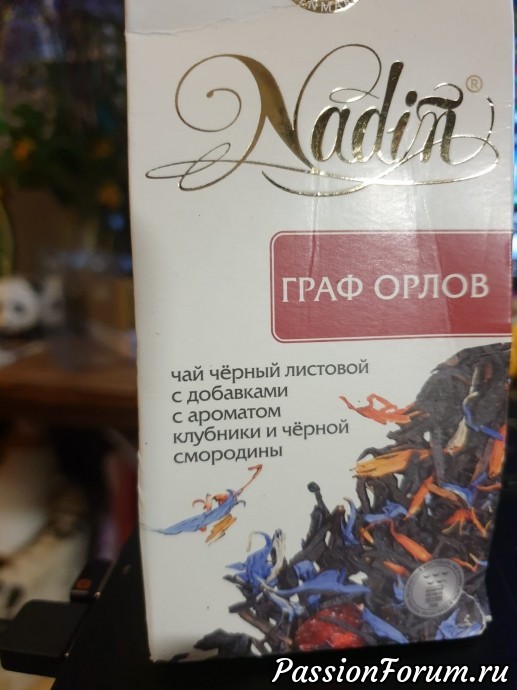 Nadin®
ГРАФ ОРЛОВ
чай чёрный листовой
с добавками
с ароматом
клубники и чёрной
смородины
PassionForum.ru